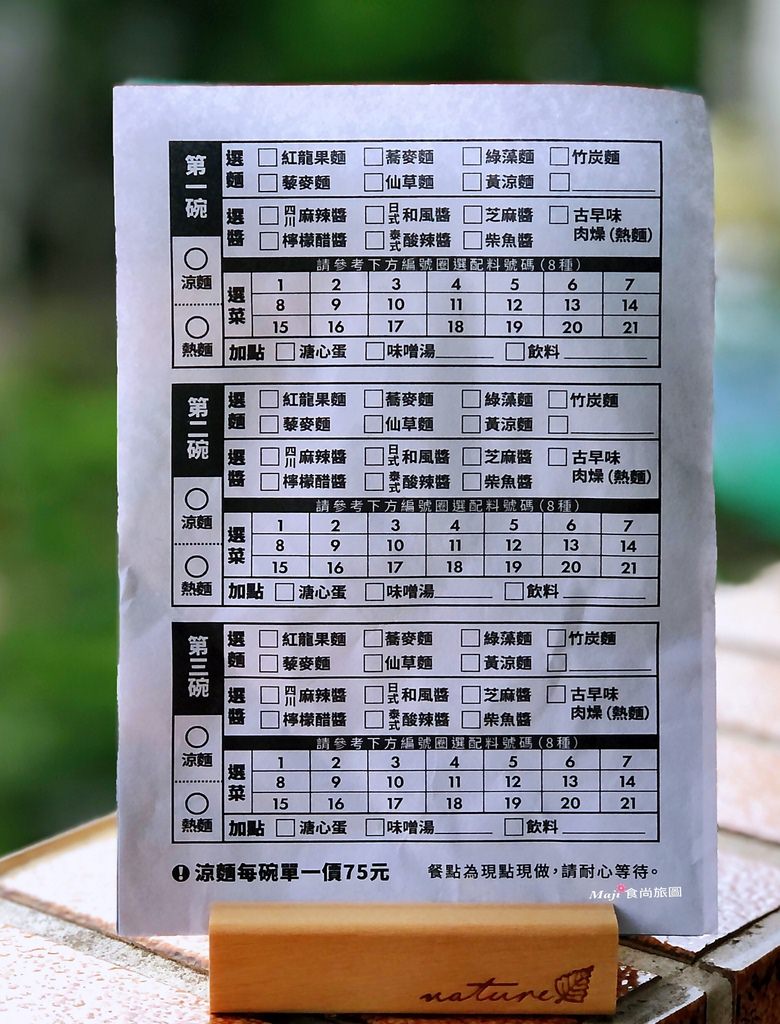 第一碗
選麵 紅龍果麵 蕎麥麵 綠藻麵 竹炭麵
藜麥麵 仙草麵 黃涼麵
選醬 四川麻辣醬 日式和風醬 芝麻醬 古早味
檸檬醋醬 泰式酸辣醬 柴魚醬 肉燥(熱麵)
涼麵
熱麵
請參考下方編號圈選配料號碼(8種)
選菜 1 2 3 4 5 6 7
8 9 10 11 12 13 14
15 16 17 18 19 20 21
加點 溏心蛋 味噌湯 飲料
第二碗
選麵 紅龍果麵 蕎麥麵 綠藻麵 竹炭麵
藜麥麵 仙草麵 黃涼麵
選醬 四川麻辣醬 日式和風醬 芝麻醬 古早味
檸檬醋醬 泰式酸辣醬 柴魚醬 肉燥(熱麵)
涼麵
熱麵
請參考下方編號圈選配料號碼(8種)
選菜 1 2 3 4 5 6 7
8 9 10 11 12 13 14
15 16 17 18 19 20 21
加點 溏心蛋 味噌湯 飲料
第三碗
選麵 紅龍果麵 蕎麥麵 綠藻麵 竹炭麵
藜麥麵 仙草麵 黃涼麵
選醬 四川麻辣醬 日式和風醬 芝麻醬 古早味
檸檬醋醬 泰式酸辣醬 柴魚醬 肉燥(熱麵)
涼麵
熱麵
請參考下方編號圈選配料號碼(8種)
選菜 1 2 3 4 5 6 7
8 9 10 11 12 13 14
15 16 17 18 19 20 21
加點 溏心蛋 味噌湯 飲料
涼麵每碗單一價75元 餐點為現點現做,請耐心等待。
Maji 食尚旅圖
nature